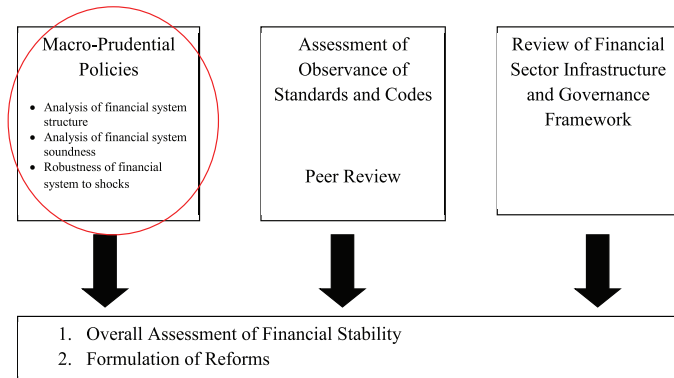 Macro-Prudential
Policies
• Analysis of financial system
structure
• Analysis of financial system
soundness
• Robustness of financial
system to shocks
Assessment of
Observance of
Standards and Codes
Peer Review
Review of Financial
Sector Infrastructure
and Governance
Framework
1. Overall Assessment of Financial Stability
2. Formulation of Reforms